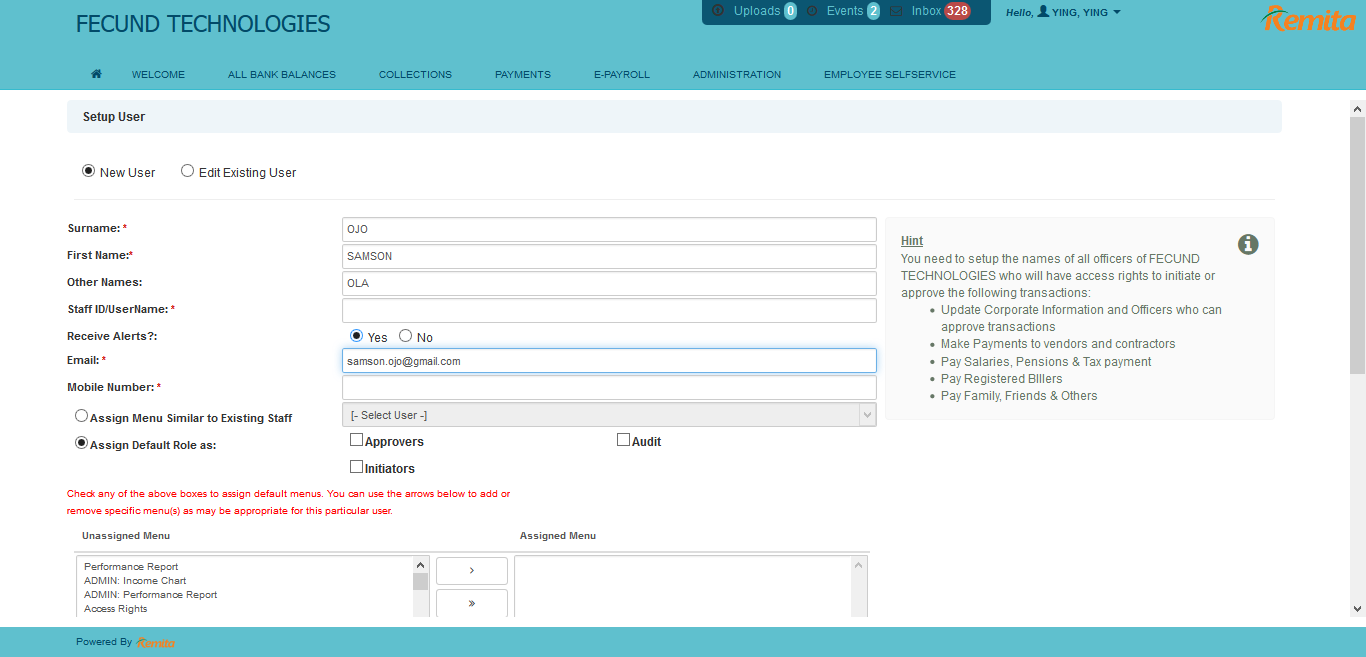 FECUND TECHNOLOGIES
Uploads 0 Events 2 Inbox 328
Hello, YING, YING
Remita
WELCOME ALL BANK BALANCES COLLECTIONS PAYMENTS E-PAYROLL ADMINISTRATION EMPLOYEE SELFSERVICE
Setup User
New User Edit Existing User
Surname: * OJO
First Name:* SAMSON
Other Names: OLA
Staff ID/UserName: *
Receive Alerts?: Yes No
Email: * samson.ojo@gmail.com
Mobile Number: *
Assign Menu Similar to Existing Staff [- Select User -]
Assign Default Role as: Approvers Audit
Initiators
Hint
You need to setup the names of all officers of FECUND
TECHNOLOGIES who will have access rights to initiate or
approve the following transactions:
• Update Corporate Information and Officers who can
approve transactions
• Make Payments to vendors and contractors
• Pay Salaries, Pensions & Tax payment
• Pay Registered BIllers
• Pay Family, Friends & Others
Check any of the above boxes to assign default menus. You can use the arrows below to add or
remove specific menu(s) as may be appropriate for this particular user.
Unassigned Menu Assigned Menu
Performance Report
ADMIN: Income Chart
ADMIN: Performance Report
Access Rights
›
»
Powered By Remita